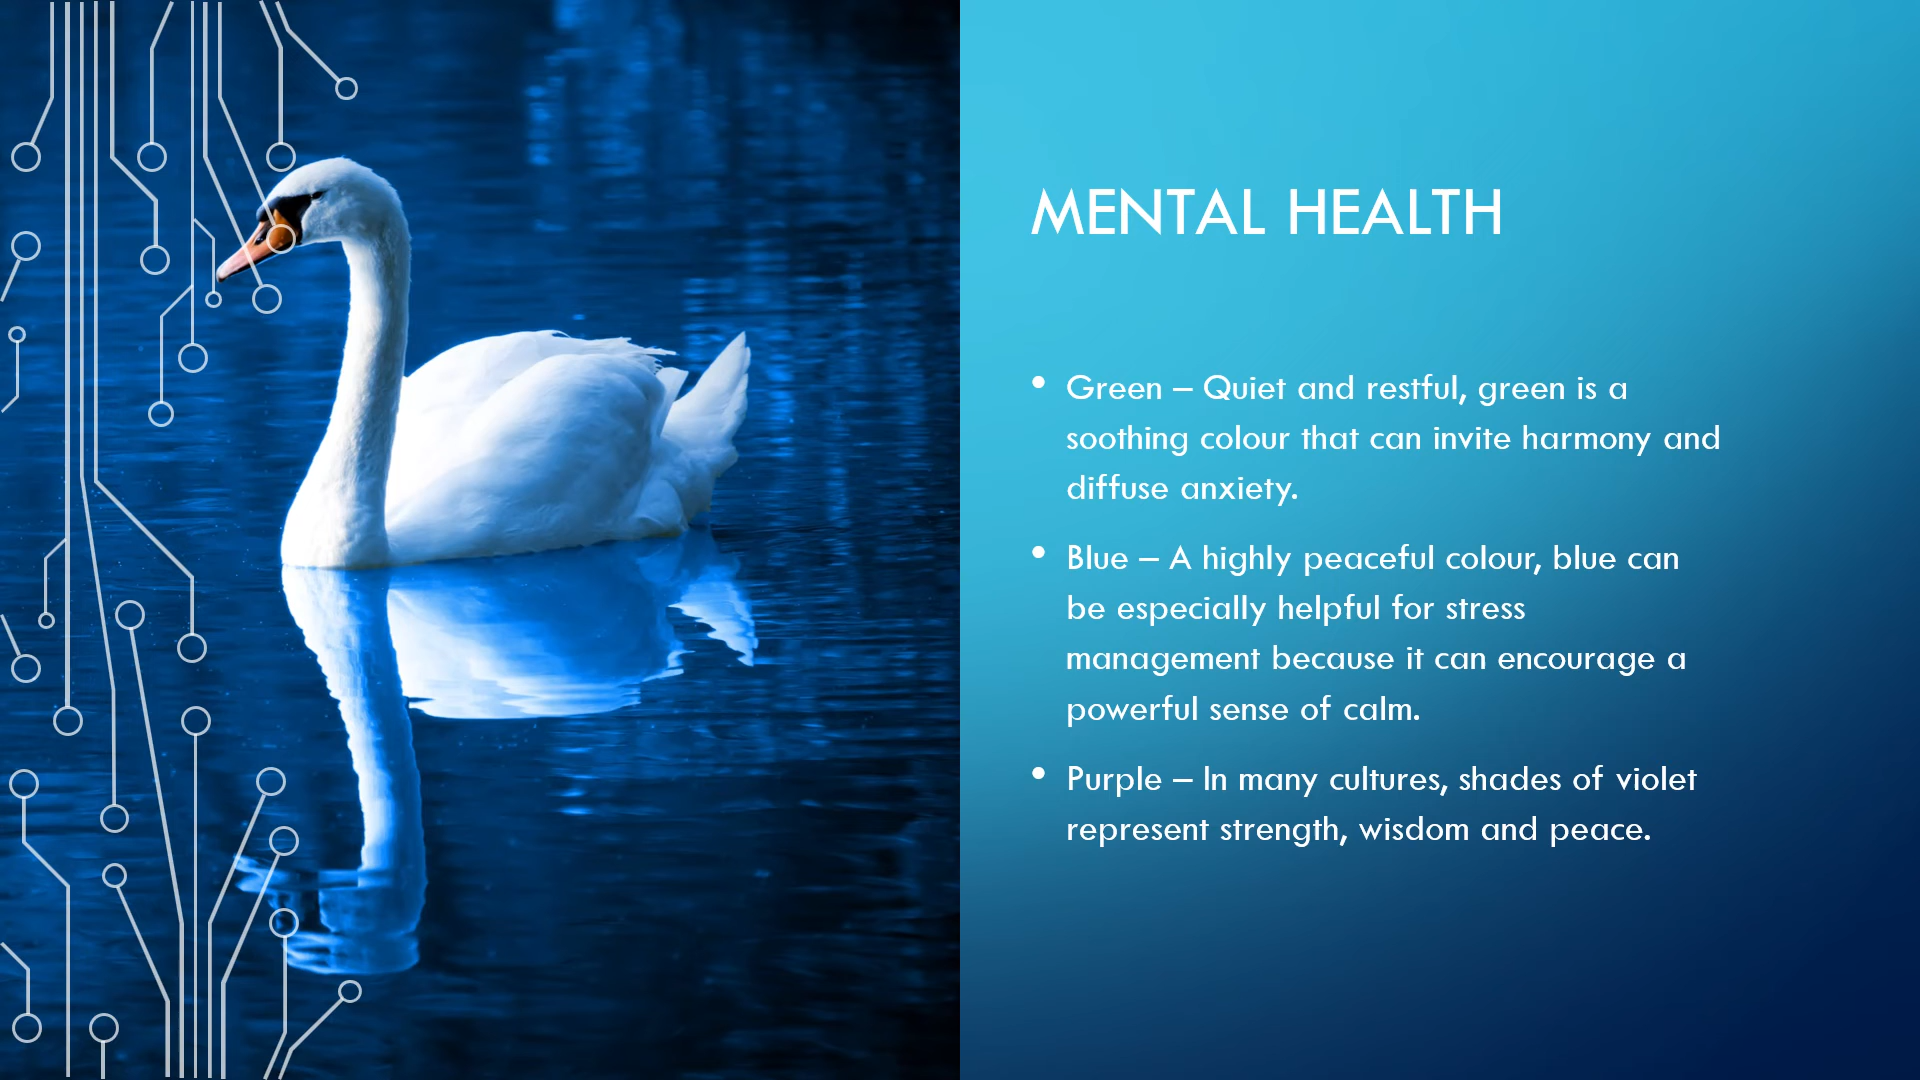 MENTAL HEALTH
• Green – Quiet and restful, green is a
soothing colour that can invite harmony and
diffuse anxiety.
• Blue – A highly peaceful colour, blue can
be especially helpful for stress
management because it can encourage a
powerful sense of calm.
• Purple – In many cultures, shades of violet
represent strength, wisdom and peace.